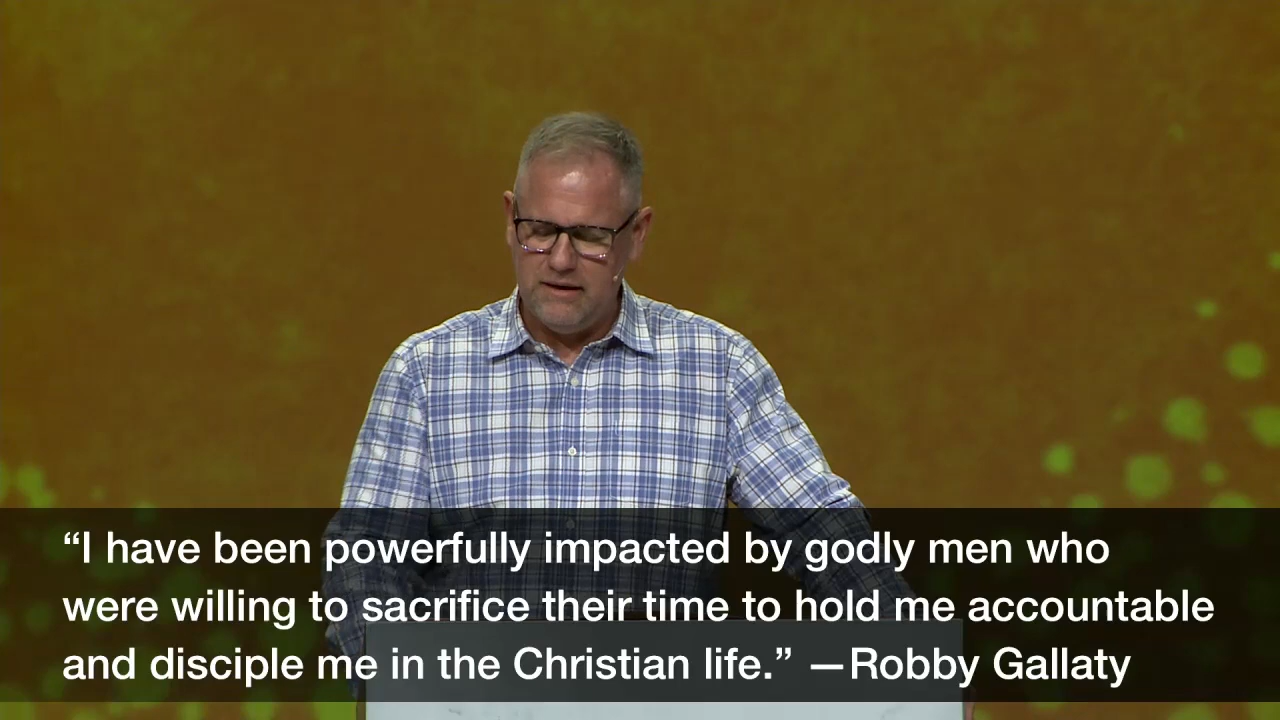 “I have been powerfully impacted by godly men who
were willing to sacrifice their time to hold me accountable
and disciple me in the Christian life.” —Robby Gallaty